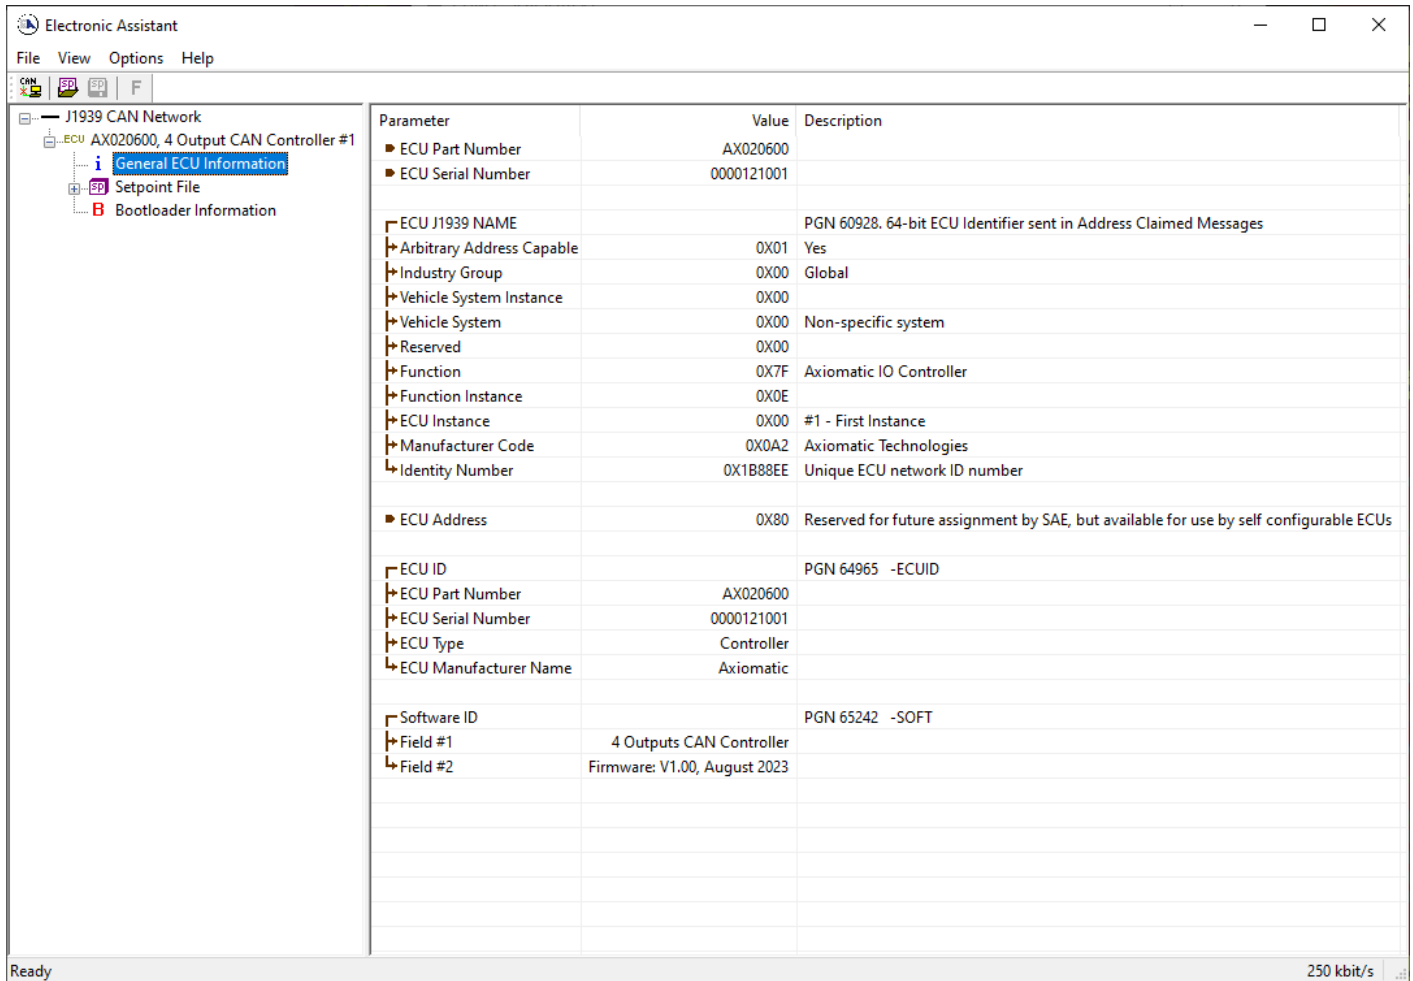 Electronic Assistant
File View Options Help
CAN SP SP F
J1939 CAN Network
ECU AX020600, 4 Output CAN Controller #1
i General ECU Information
SP Setpoint File
B Bootloader Information
Parameter Value Description
ECU Part Number AX020600
ECU Serial Number 0000121001
ECU J1939 NAME PGN 60928. 64-bit ECU Identifier sent in Address Claimed Messages
Arbitrary Address Capable 0X01 Yes
Industry Group 0X00 Global
Vehicle System Instance 0X00
Vehicle System 0X00 Non-specific system
Reserved 0X00
Function 0X7F Axiomatic IO Controller
Function Instance 0X0E
ECU Instance 0X00 #1 - First Instance
Manufacturer Code 0X0A2 Axiomatic Technologies
Identity Number 0X1B88EE Unique ECU network ID number
ECU Address 0X80 Reserved for future assignment by SAE, but available for use by self configurable ECUs
ECU ID PGN 64965 -ECUID
ECU Part Number AX020600
ECU Serial Number 0000121001
ECU Type Controller
ECU Manufacturer Name Axiomatic
Software ID PGN 65242 -SOFT
Field #1 4 Outputs CAN Controller
Field #2 Firmware: V1.00, August 2023
Ready 250 kbit/s